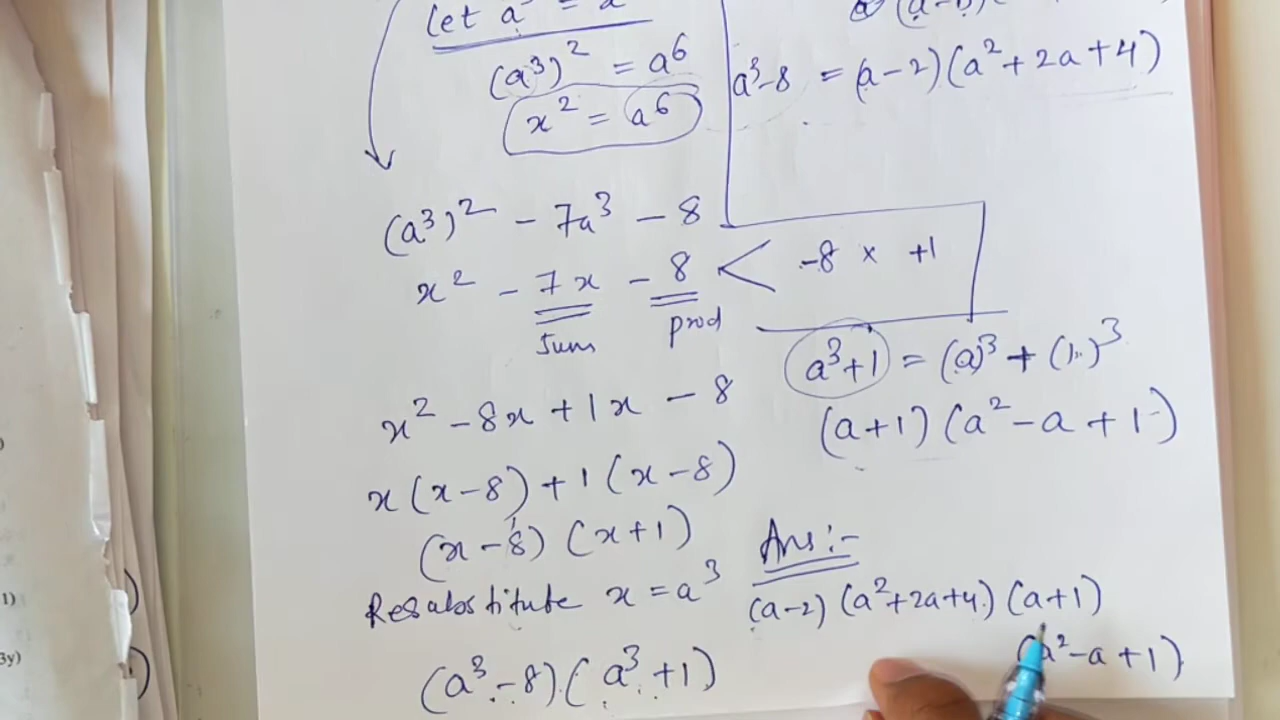 let a³ = x
(a³)² = a⁶
x² = a⁶
(a³)² - 7a³ - 8
x² - 7x - 8 < -8 × +1
Sum prod
x² - 8x + 1x - 8
x(x-8) + 1(x-8)
(x-8) (x+1)
Resubstitute x = a³
(a³-8)(a³+1)
(a-b)(
a³-8 = (a-2)(a²+2a+4)
a³+1 = (a)³ + (1)³
(a+1)(a²-a+1)
Ans:-
(a-2)(a²+2a+4)(a+1)
(a²-a+1)
1)
3y)